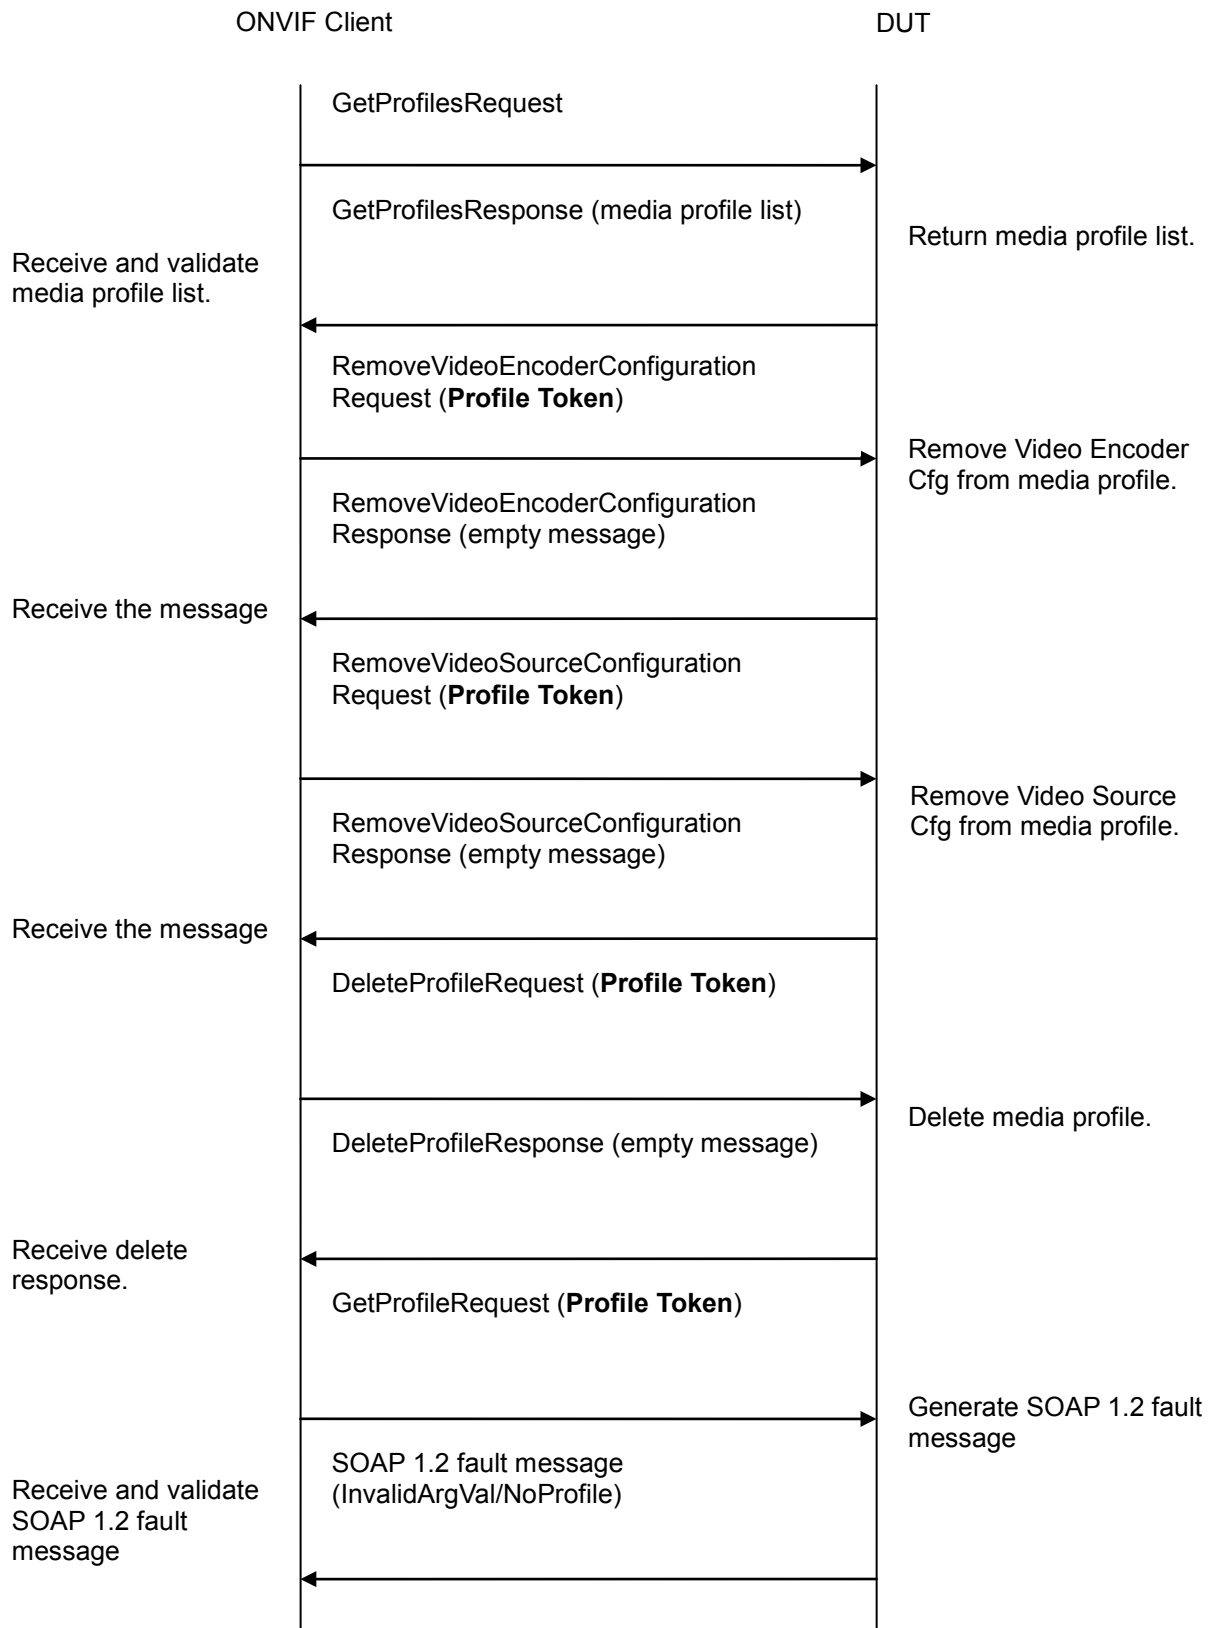 ONVIF Client
DUT
GetProfilesRequest
GetProfilesResponse (media profile list)
Return media profile list.
Receive and validate
media profile list.
RemoveVideoEncoderConfiguration
Request (Profile Token)
Remove Video Encoder
Cfg from media profile.
RemoveVideoEncoderConfiguration
Response (empty message)
Receive the message
RemoveVideoSourceConfiguration
Request (Profile Token)
Remove Video Source
Cfg from media profile.
RemoveVideoSourceConfiguration
Response (empty message)
Receive the message
DeleteProfileRequest (Profile Token)
Delete media profile.
DeleteProfileResponse (empty message)
Receive delete
response.
GetProfileRequest (Profile Token)
Generate SOAP 1.2 fault
message
SOAP 1.2 fault message
(InvalidArgVal/NoProfile)
Receive and validate
SOAP 1.2 fault
message